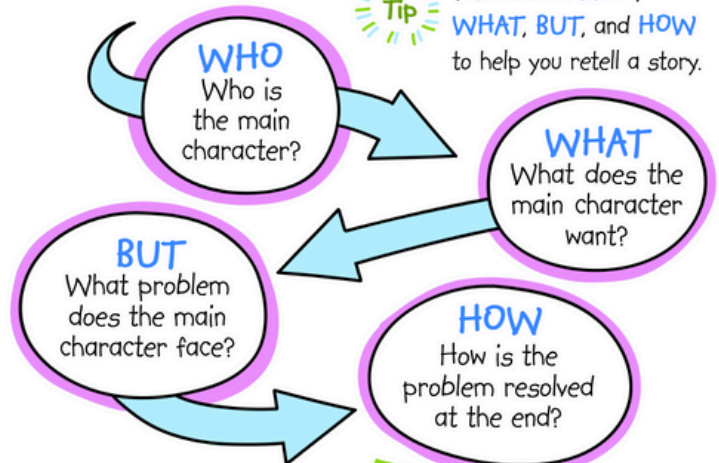 Tip
WHAT, BUT, and HOW
to help you retell a story.
WHO
Who is
the main
character?
WHAT
What does the
main character
want?
BUT
What problem
does the main
character face?
HOW
How is the
problem resolved
at the end?